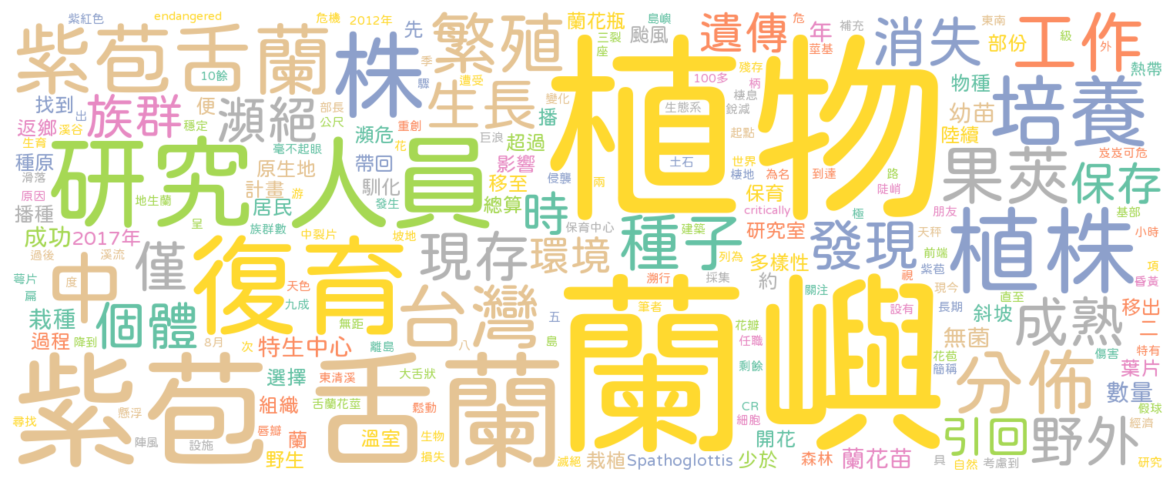 紫紅色
endangered
危機
2012年
蘭花瓶
三裂
島嶼
危
補充
東南
級
外
紫苞舌蘭
株
先
季
繁殖
座
颱風
遺傳
年
莖基
消失
部份
工作
熱帶
10餘
驟
遭受
100多
獨存
柄
物種
找到
出
族群
便
瀕絕
部長
公尺
生長
變化
播
植物
棲息
銳減
生態系
幼苗
培養
返鄉
溪谷
穩定
瀕危
重創
巨浪
超過
起點
陸續
生育
毫不起眼
花
土石
世界
種原
研究人員
原生地
帶回
影響
侵襲
棲地
為名
到達
路
果莢
岌岌可危
滑落
計畫
馴化
移至
雨
保育
陡峭
保存
原因
地生蘭
游
居民
發生
總算
critically
極
朋友
基部
播種
呈
族群數
時
保育中心
建築
研究室
天秤
小時
成功
2017年
僅
中裂片
坡地
現存
環境
種子
列為
發現
前端
植株
過後
溪流
復育
多樣性
溯行
採集
視
紫苞
項
萼片
中
度
天色
約
關注
現今
昏黃
篇
九成
五
筆者
設有
長期
移出
栽種
個體
無距
台灣
島
蘭嶼
直至
斜坡
二
過程
降到
8月
次
特生中心
離島
八
花瓣
任職
無菌
成熟
特有
傷害
紫苞舌蘭
選擇
東清溪
大舌狀
剩餘
花苞
簡稱
葉片
組織
舌蘭花莖
鬆動
CR
細胞
分佈
數量
假球
尋找
懸浮
唇瓣
蘭
溫室
生物
開花
引回
野外
經濟
陣風
設施
野生
損失
滅絕
栽植
Spathoglottis
少於
森林
蘭花苗
具
自然
考慮到
研究